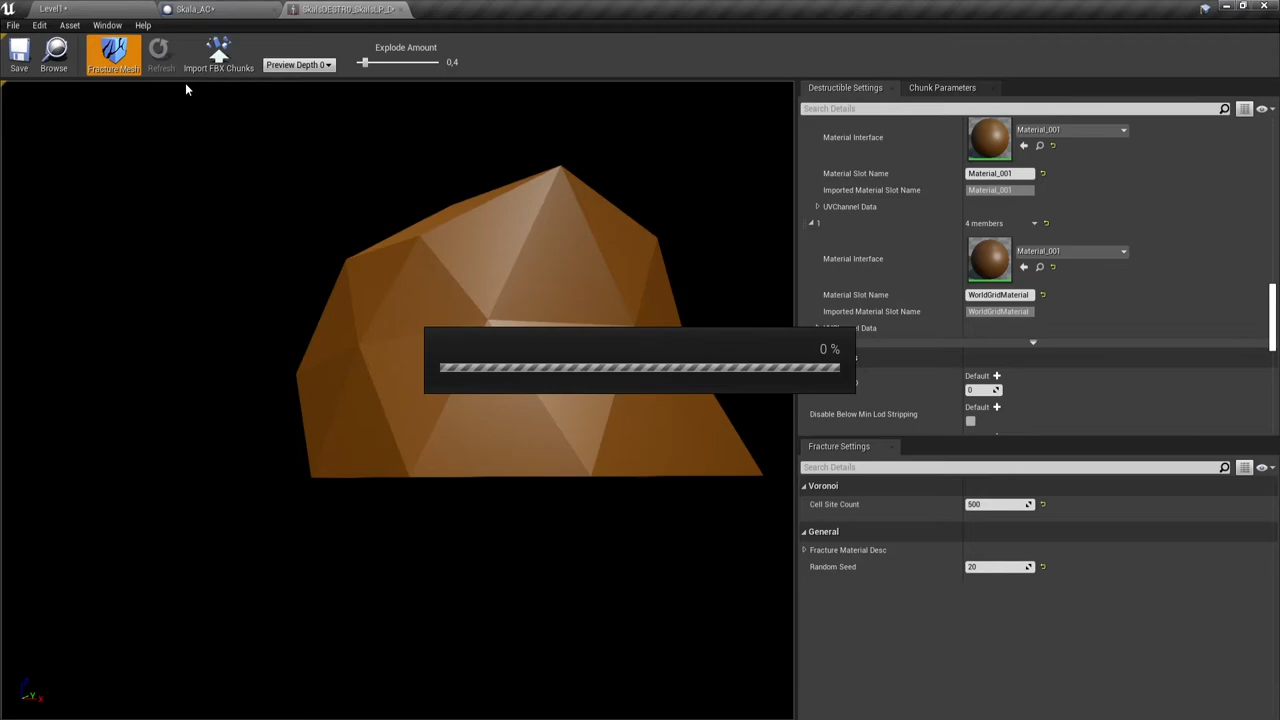 Level1*
Skala_AC*
SkalsDESTR0_SkalsLP_D*
File Edit Asset Window Help
Save
Browse
Fracture Mesh
Refresh
Import FBX Chunks
Preview Depth 0
Explode Amount
0,4
Destructible Settings
Chunk Parameters
Search Details
Material Interface
Material_001
Material Slot Name
Material_001
Imported Material Slot Name
Material_001
UVChannel Data
1
4 members
Material Interface
Material_001
Material Slot Name
WorldGridMaterial
Imported Material Slot Name
WorldGridMaterial
0 %
Default
0
Default
Disable Below Min Lod Stripping
Fracture Settings
Search Details
Voronoi
Cell Site Count
500
General
Fracture Material Desc
Random Seed
20
Y
X